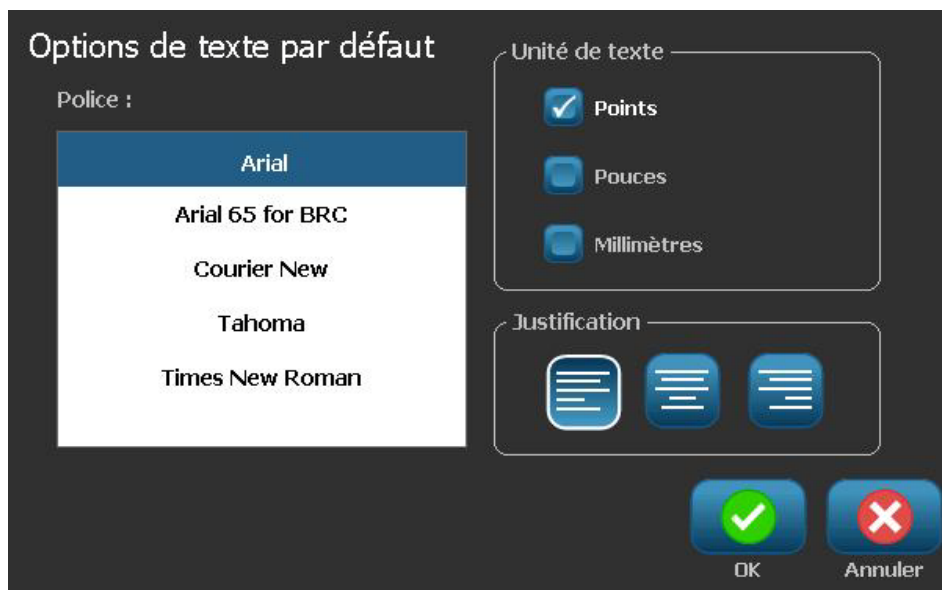 Options de texte par défaut
Police :
Arial
Arial 65 for BRC
Courier New
Tahoma
Times New Roman
Unité de texte
Points
Pouces
Millimètres
Justification
OK
Annuler